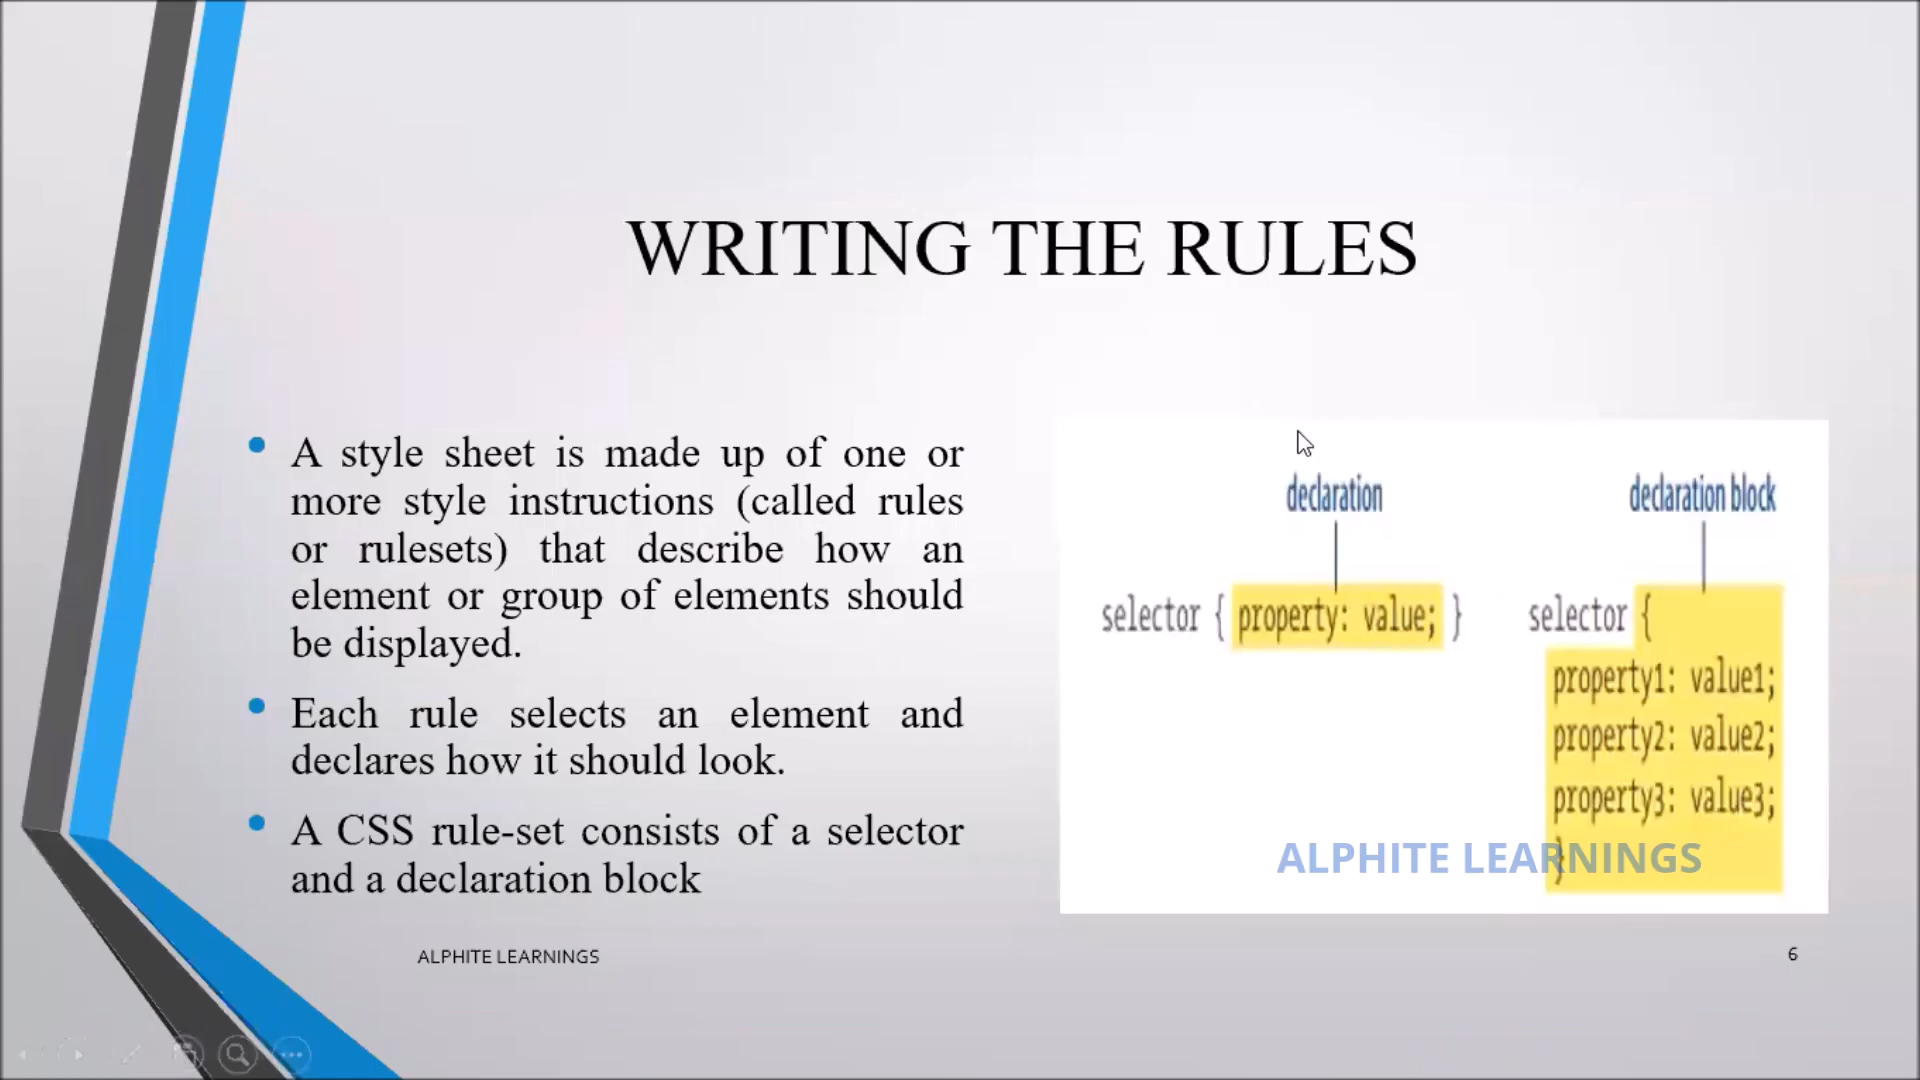 WRITING THE RULES
A style sheet is made up of one or
more style instructions (called rules
or rulesets) that describe how an
element or group of elements should
be displayed.
Each rule selects an element and
declares how it should look.
A CSS rule-set consists of a selector
and a declaration block
declaration
selector { property: value; }
declaration block
selector {
property1: value1;
property2: value2;
property3: value3;
}
ALPHITE LEARNINGS
ALPHITE LEARNINGS
6